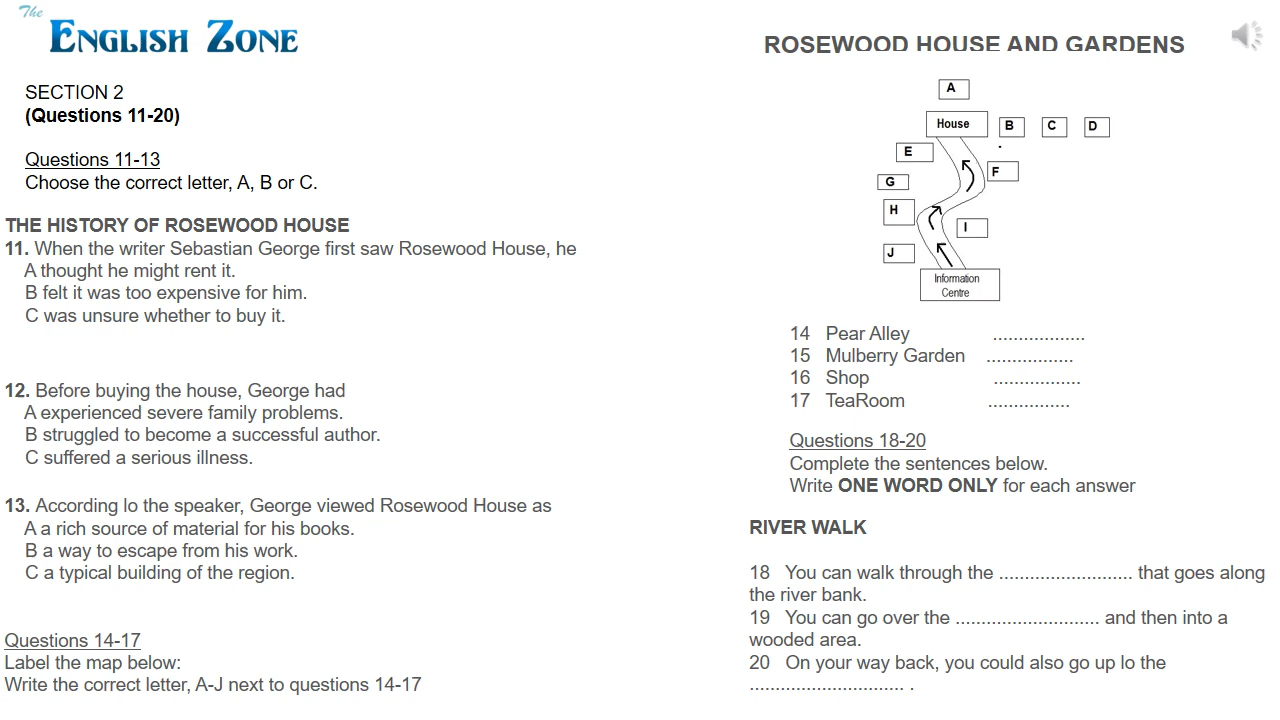 The
ENGLISH ZONE
SECTION 2
(Questions 11-20)
Questions 11-13
Choose the correct letter, A, B or C.
THE HISTORY OF ROSEWOOD HOUSE
11. When the writer Sebastian George first saw Rosewood House, he
A thought he might rent it.
B felt it was too expensive for him.
C was unsure whether to buy it.
12. Before buying the house, George had
A experienced severe family problems.
B struggled to become a successful author.
C suffered a serious illness.
13. According lo the speaker, George viewed Rosewood House as
A a rich source of material for his books.
B a way to escape from his work.
C a typical building of the region.
Questions 14-17
Label the map below:
Write the correct letter, A-J next to questions 14-17
ROSEWOOD HOUSE AND GARDENS
A
House B C D
E
F
G
H
I
J
Information
Centre
14 Pear Alley ..................
15 Mulberry Garden .................
16 Shop .................
17 TeaRoom ................
Questions 18-20
Complete the sentences below.
Write ONE WORD ONLY for each answer
RIVER WALK
18 You can walk through the .......................... that goes along
the river bank.
19 You can go over the ............................ and then into a
wooded area.
20 On your way back, you could also go up lo the
.............................. .